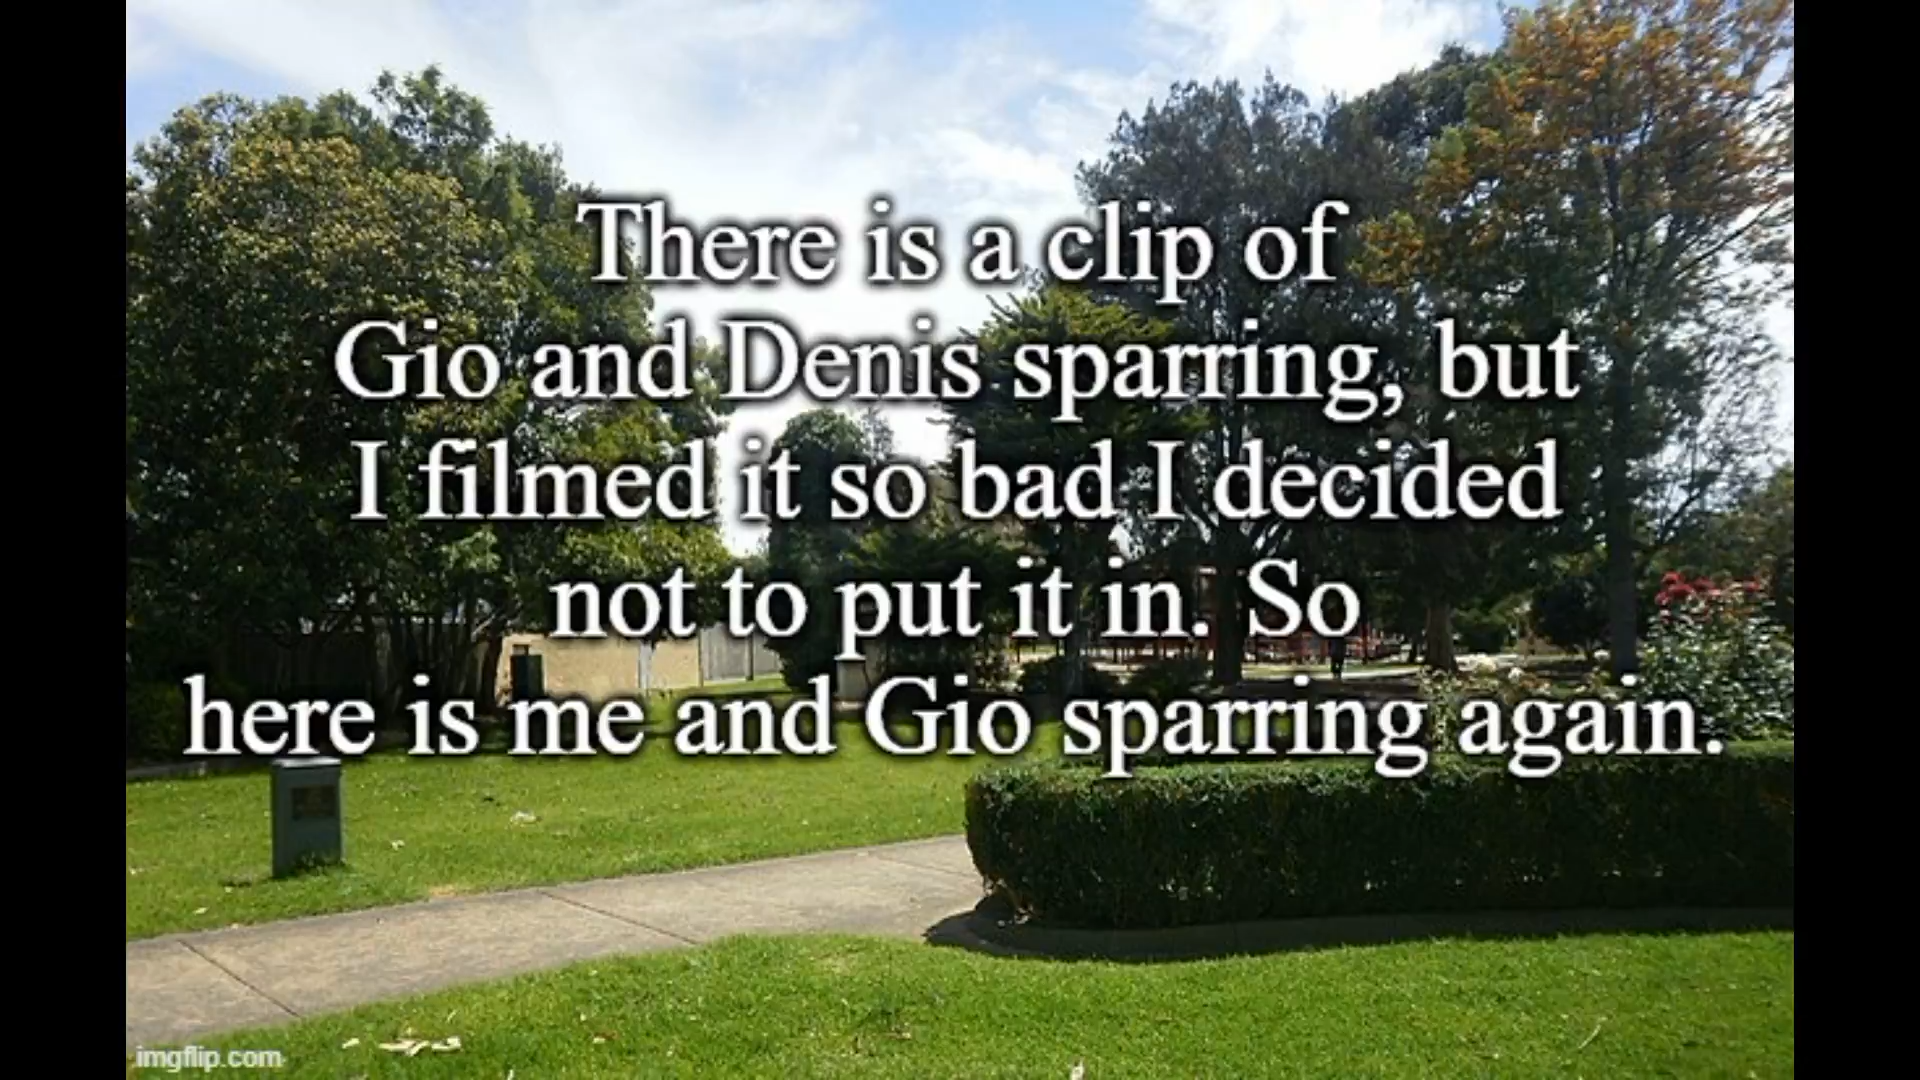 There is a clip of
Gio and Denis sparring, but
I filmed it so bad I decided
not to put it in. So
here is me and Gio sparring again.
imgflip.com